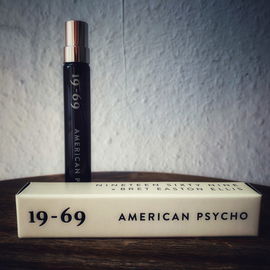 19-69
AMERICAN P
NINETEEN SIXTY NINE
+ BRET EASTON ELLIS
19-69 AMERICAN PSYCHO